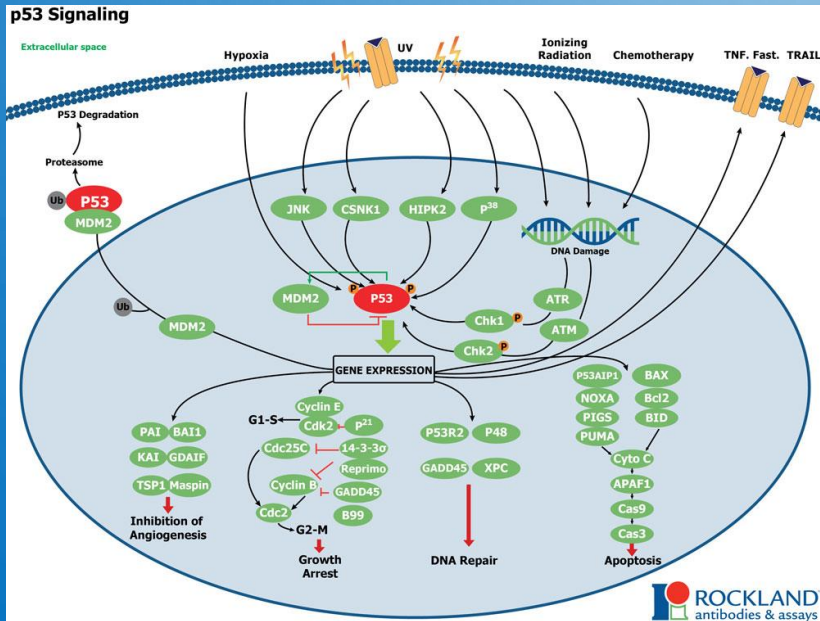 p53 Signaling
Extracellular space
Hypoxia
UV
Ionizing
Radiation
Chemotherapy
TNF. Fast.
TRAIL
P53 Degradation
Proteasome
Ub
P53
MDM2
JNK
CSNK1
HIPK2
P38
DNA Damage
MDM2
P
P53
P
Chk1
P
ATR
Chk2
P
ATM
Ub
MDM2
GENE EXPRESSION
PAI
BAI1
KAI
GDAIF
TSP1
Maspin
Inhibition of
Angiogenesis
Cyclin E
G1-S
Cdk2
P21
Cdc25C
14-3-3σ
Reprimo
Cyclin B
GADD45
Cdc2
B99
G2-M
Growth
Arrest
P53R2
P48
GADD45
XPC
DNA Repair
P53AIP1
BAX
NOXA
Bcl2
PIGS
BID
PUMA
Cyto C
APAF1
Cas9
Cas3
Apoptosis
ROCKLAND
antibodies & assays